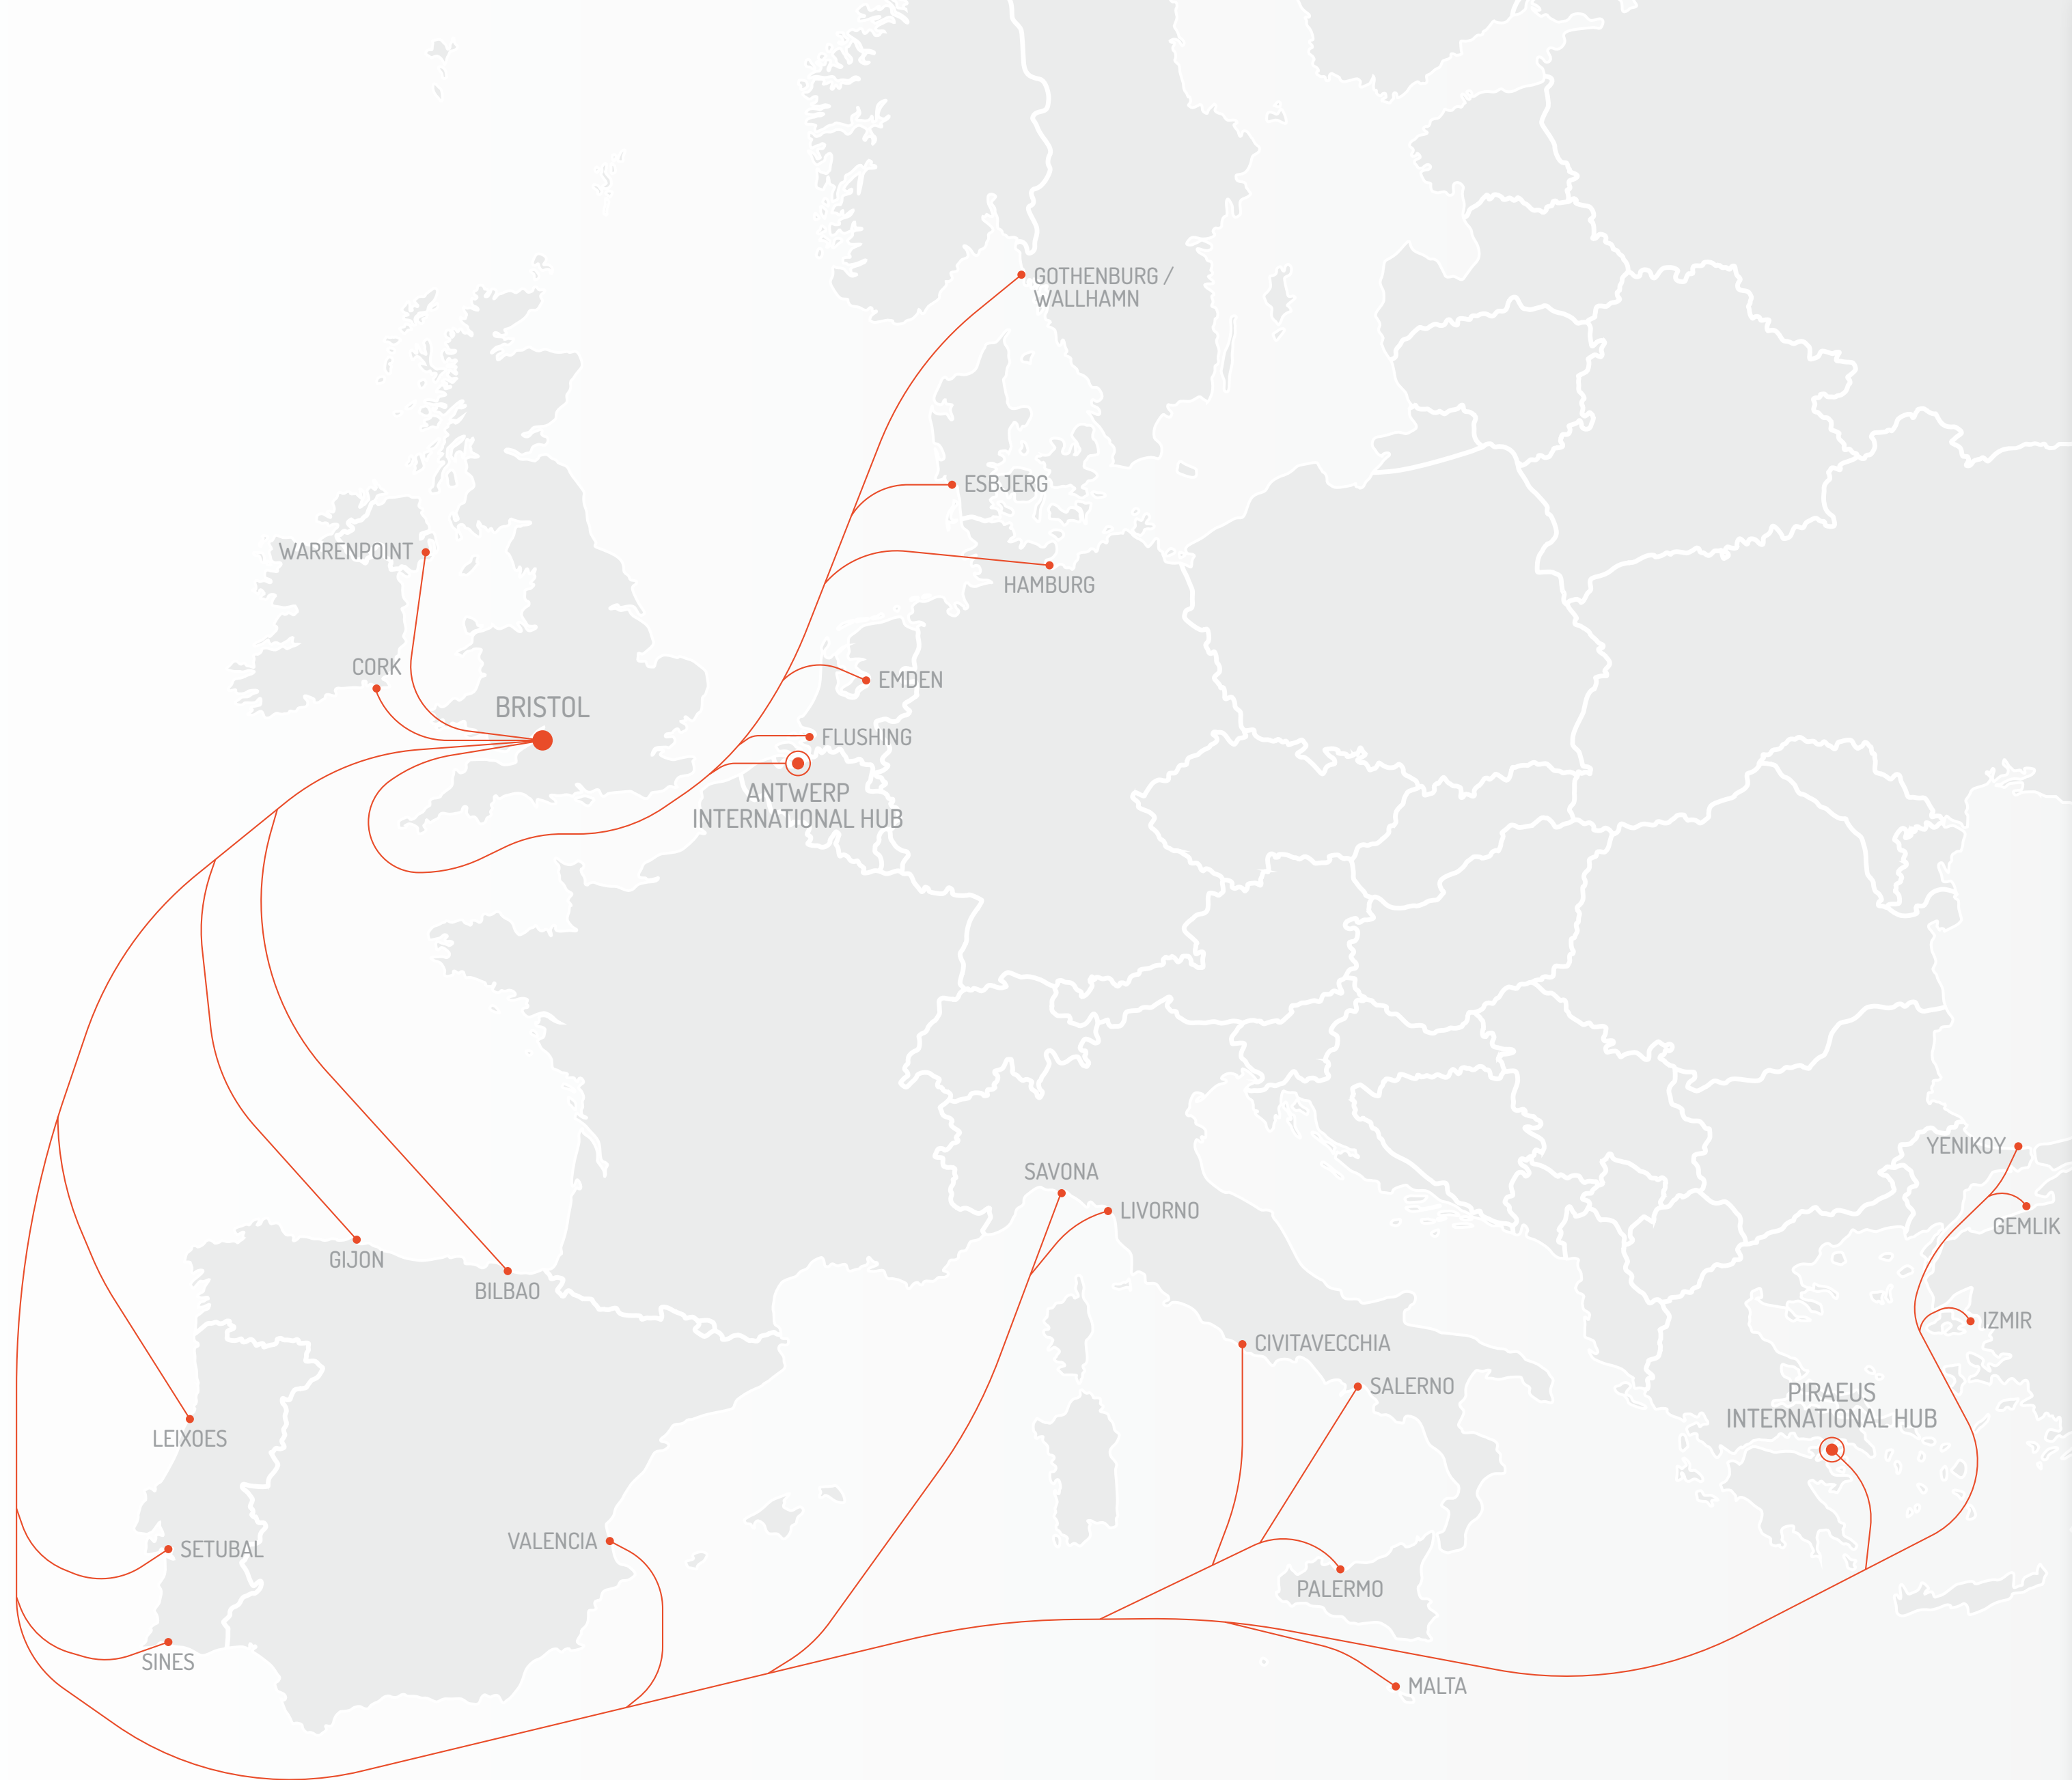 GOTHENBURG /
WALLHAMN
ESBJERG
WARRENPOINT
HAMBURG
CORK
EMDEN
BRISTOL
FLUSHING
ANTWERP
INTERNATIONAL HUB
YENIKOY
SAVONA
LIVORNO
GEMLIK
GIJON
BILBAO
IZMIR
CIVITAVECCHIA
SALERNO
PIRAEUS
INTERNATIONAL HUB
LEIXOES
VALENCIA
SETUBAL
PALERMO
SINES
MALTA